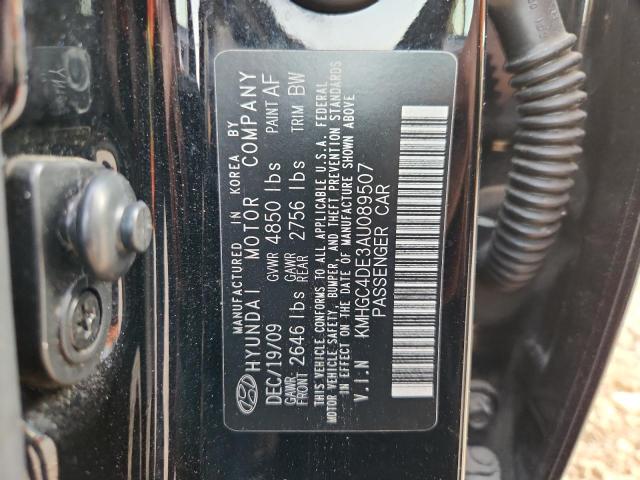 MANUFACTURED IN KOREA BY
HYUNDAI MOTOR COMPANY
DEC/19/09 GVWR 4850 lbs PAINT AF
GAWR FRONT 2646 lbs GAWR REAR 2756 lbs TRIM BW
THIS VEHICLE CONFORMS TO ALL APPLICABLE U.S.A. FEDERAL
MOTOR VEHICLE SAFETY, BUMPER, AND THEFT PREVENTION STANDARDS
IN EFFECT ON THE DATE OF MANUFACTURE SHOWN ABOVE
V.I.N KMHGC4DE3AU089507
PASSENGER CAR